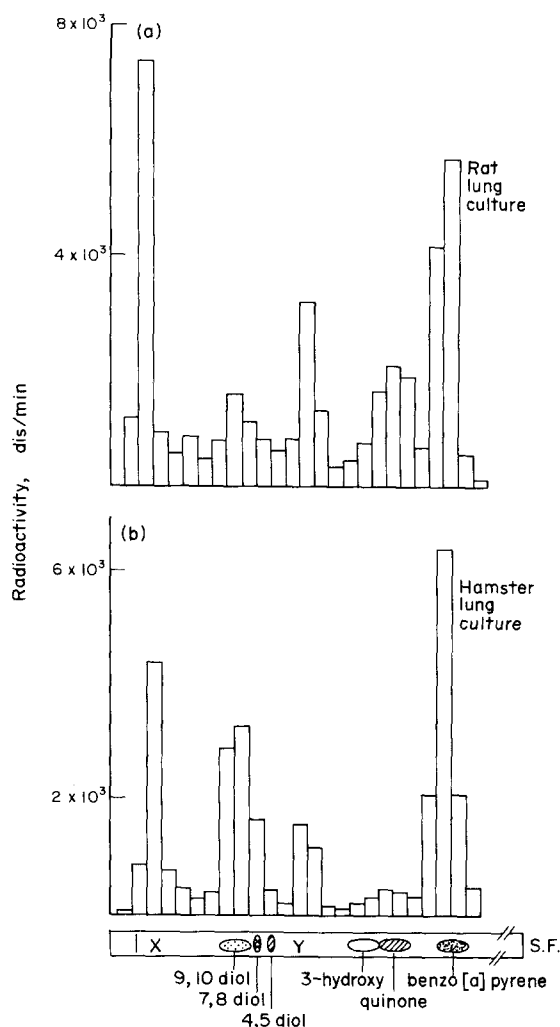 8 x 10³
(a)
Rat
lung
culture
4 x 10³
Radioactivity, dis/min
(b)
6 x 10³
Hamster
lung
culture
2 x 10³
X
Y
S.F.
9, 10 diol
3-hydroxy
benzo [a] pyrene
7, 8 diol
quinone
4,5 diol